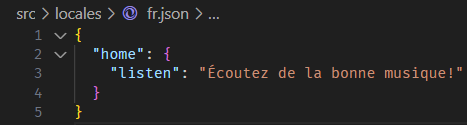 src > locales > fr.json > ...
1 {
2 "home": {
3 "listen": "Écoutez de la bonne musique!"
4 }
5 }